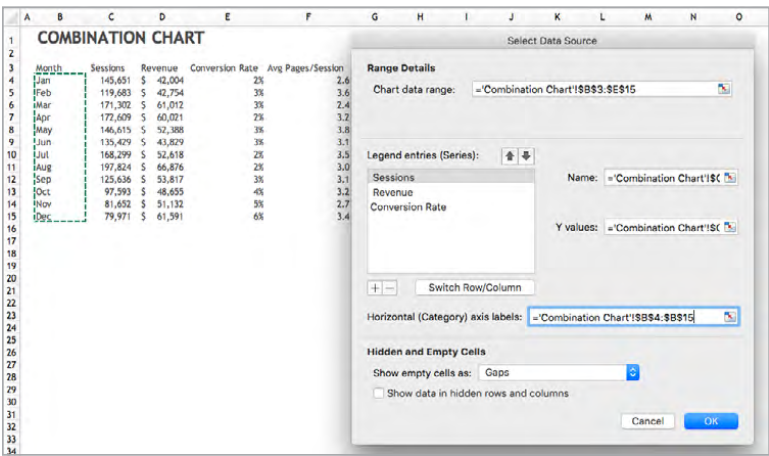 A B C D E F G H I J K L M N O
1 COMBINATION CHART
2
3 Month Sessions Revenue Conversion Rate Avg Pages/Session
4 Jan 145,651 $ 42,004 2% 2.6
5 Feb 119,683 $ 42,754 3% 3.6
6 Mar 171,302 $ 61,012 3% 2.4
7 Apr 172,609 $ 60,021 2% 3.2
8 May 146,615 $ 52,388 3% 3.8
9 Jun 135,429 $ 43,829 3% 3.1
10 Jul 168,299 $ 52,618 2% 3.5
11 Aug 197,824 $ 66,876 2% 3.0
12 Sep 125,636 $ 53,817 3% 3.1
13 Oct 97,593 $ 48,655 4% 3.2
14 Nov 81,652 $ 51,132 5% 2.7
15 Dec 79,971 $ 61,591 6% 3.4
16
17
18
19
20
21
22
23
24
25
26
27
28
29
30
31
32
33
34
Select Data Source
Range Details
Chart data range: ='Combination Chart'!$B$3:$E$15
Legend entries (Series):
Sessions
Revenue
Conversion Rate
Name: ='Combination Chart'!$(
Y values: ='Combination Chart'!$(
+ − Switch Row/Column
Horizontal (Category) axis labels: ='Combination Chart'!$B$4:$B$15
Hidden and Empty Cells
Show empty cells as: Gaps
Show data in hidden rows and columns
Cancel OK